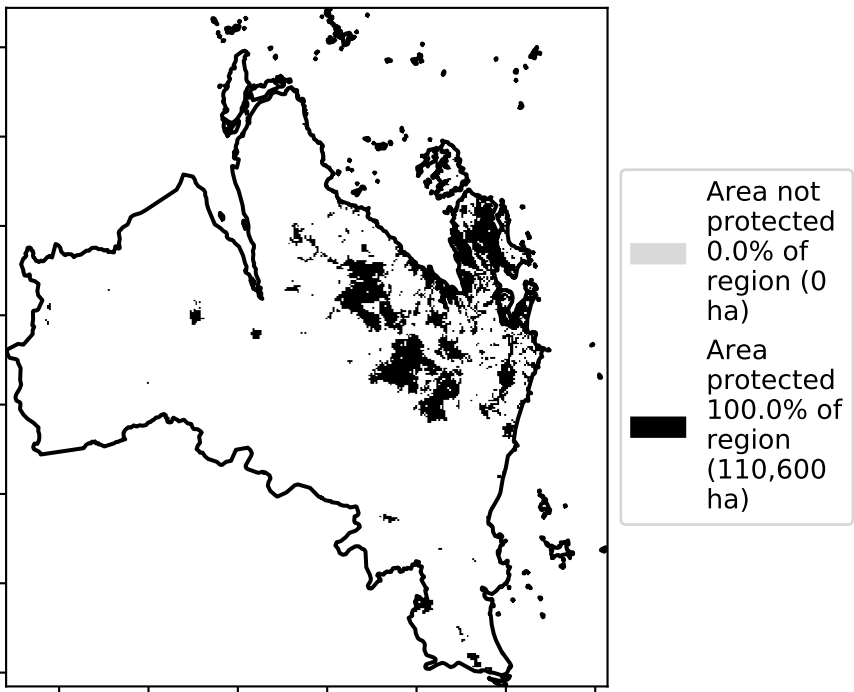 Area not
protected
0.0% of
region (0
ha)
Area
protected
100.0% of
region
(110,600
ha)